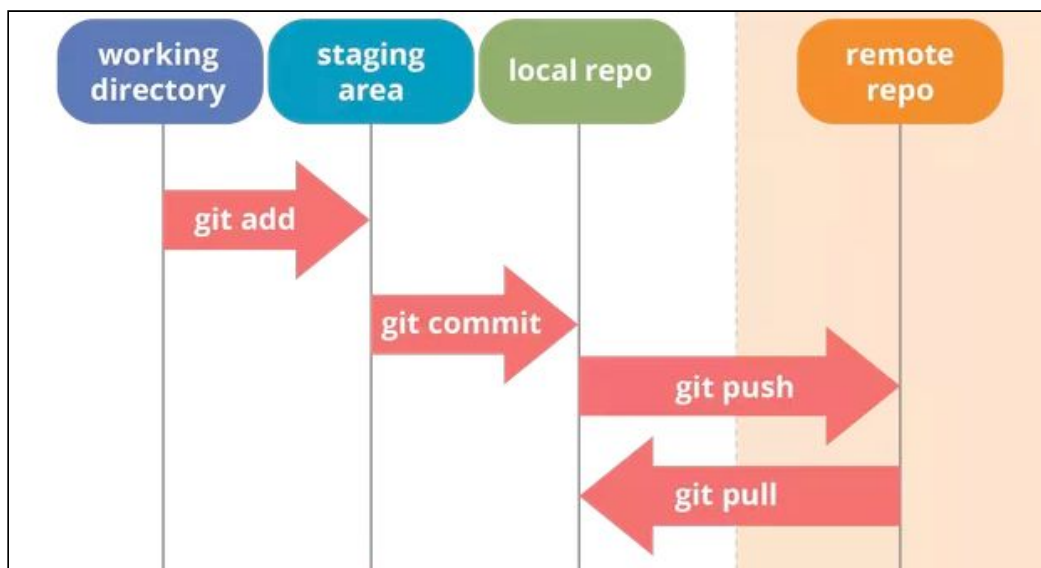 working
directory
staging
area
local repo
remote
repo
git add
git commit
git push
git pull